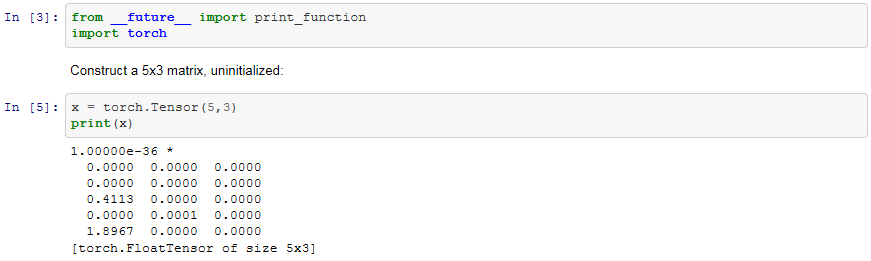 In [3]: from __future__ import print_function
import torch
Construct a 5x3 matrix, uninitialized:
In [5]: x = torch.Tensor(5,3)
print(x)
1.00000e-36 *
0.0000 0.0000 0.0000
0.0000 0.0000 0.0000
0.4113 0.0000 0.0000
0.0000 0.0001 0.0000
1.8967 0.0000 0.0000
[torch.FloatTensor of size 5x3]